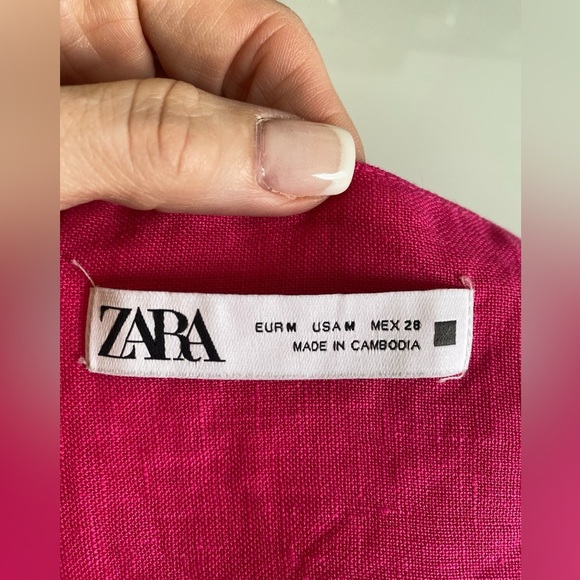 ZARA
EUR M USA M MEX 28
MADE IN CAMBODIA